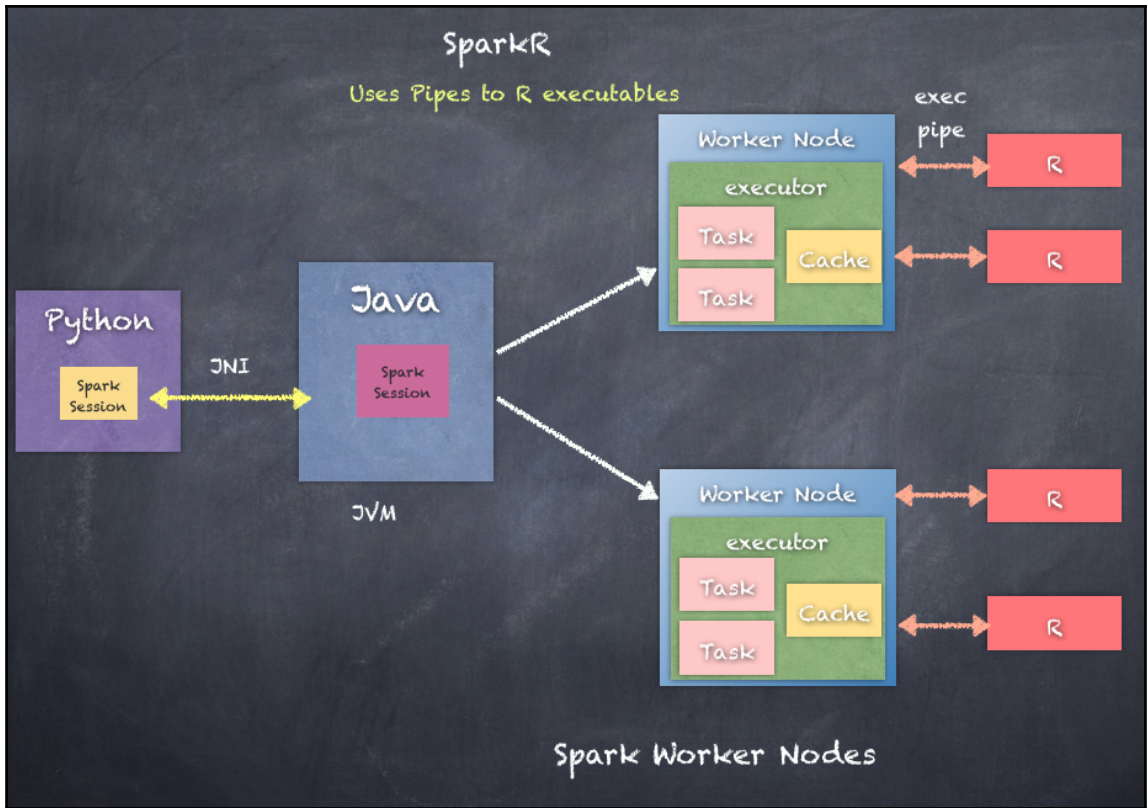 SparkR
Uses Pipes to R executables
exec
pipe
Worker Node
executor
Task
Task
Cache
R
R
Python
Spark
Session
JNI
Java
Spark
Session
JVM
Worker Node
executor
Task
Task
Cache
R
R
Spark Worker Nodes